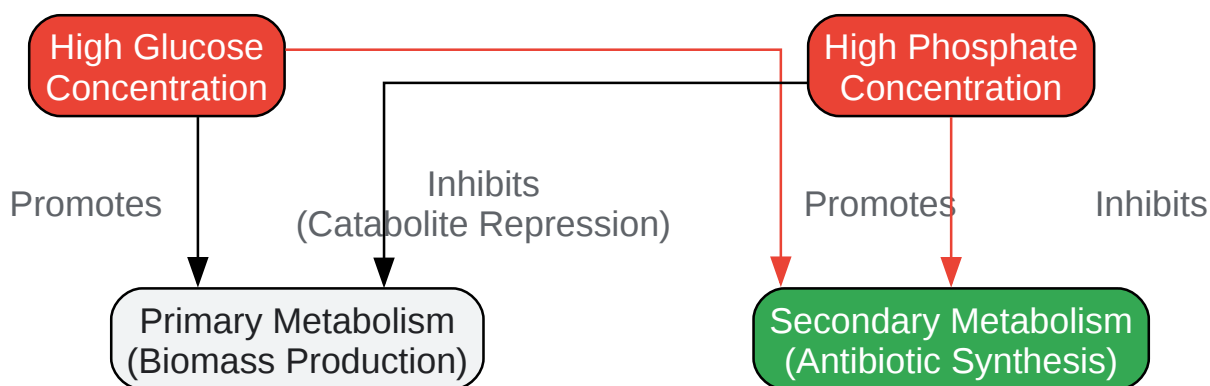 High Glucose
Concentration
High Phosphate
Concentration
Promotes
Inhibits
(Catabolite Repression)
Promotes
Inhibits
Primary Metabolism
(Biomass Production)
Secondary Metabolism
(Antibiotic Synthesis)